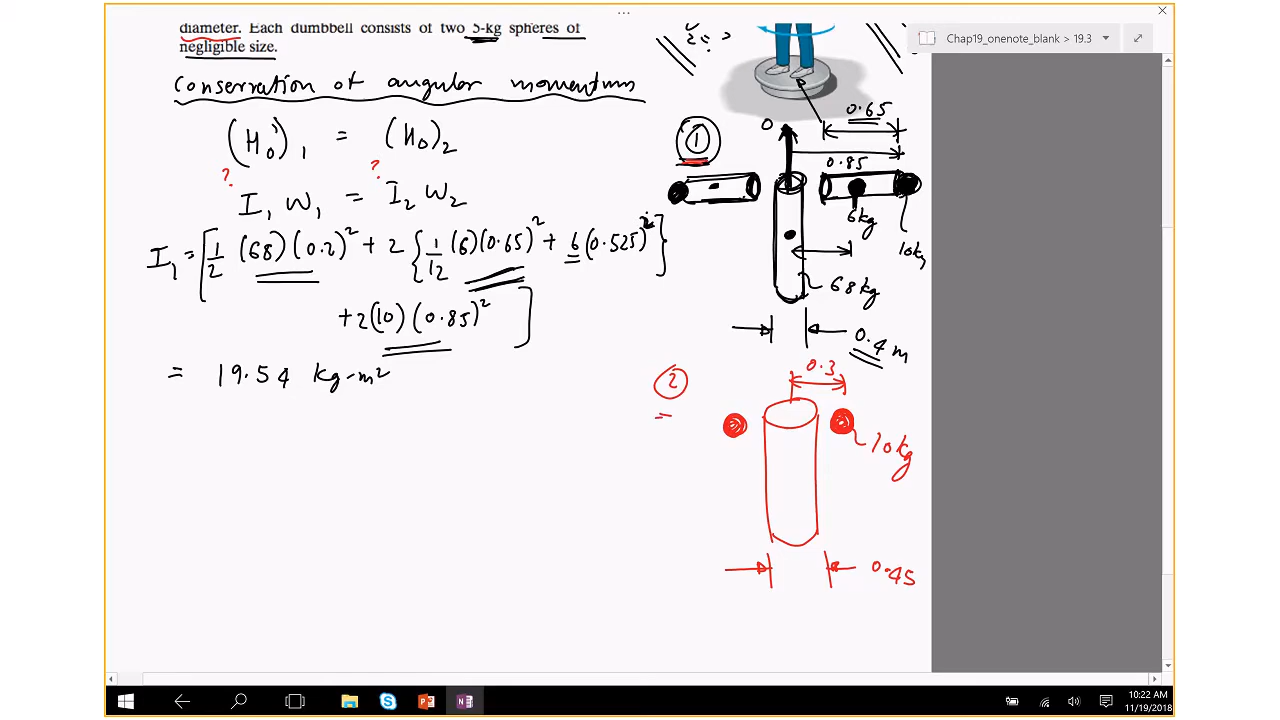 diameter. Each dumbbell consists of two 5-kg spheres of
negligible size.
Chap19_onenote_blank > 19.3
Conservation of angular momentum
(H₀)₁ = (H₀)₂
? ?
I₁ W₁ = I₂ W₂
I₁ = [1/2 (68)(0.2)² + 2 {1/12 (6)(0.65)² + 6 (0.525)²}
+ 2(10)(0.85)² ]
= 19.54 kg-m²
0.65
1
O
0.85
6kg
10kg
68kg
0.4 m
2
=
0.3
10kg
0.45
10:22 AM
11/19/2018